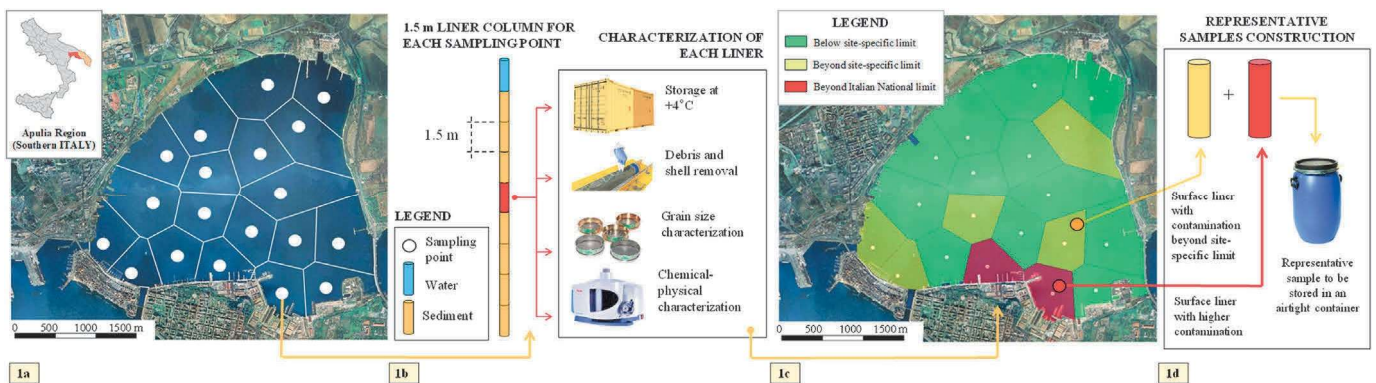 Apulia Region
(Southern ITALY)
0 500 1000 1500 m
1a
1.5 m LINER COLUMN FOR
EACH SAMPLING POINT
1.5 m
LEGEND
Sampling
point
Water
Sediment
1b
CHARACTERIZATION OF
EACH LINER
Storage at
+4°C
Debris and
shell removal
Grain size
characterization
Chemical-
physical
characterization
LEGEND
Below site-specific limit
Beyond site-specific limit
Beyond Italian National limit
0 500 1000 1500 m
1c
REPRESENTATIVE
SAMPLES CONSTRUCTION
+
Surface liner
with
contamination
beyond site-
specific limit
Surface liner
with higher
contamination
Representative
sample to be
stored in an
airtight container
1d